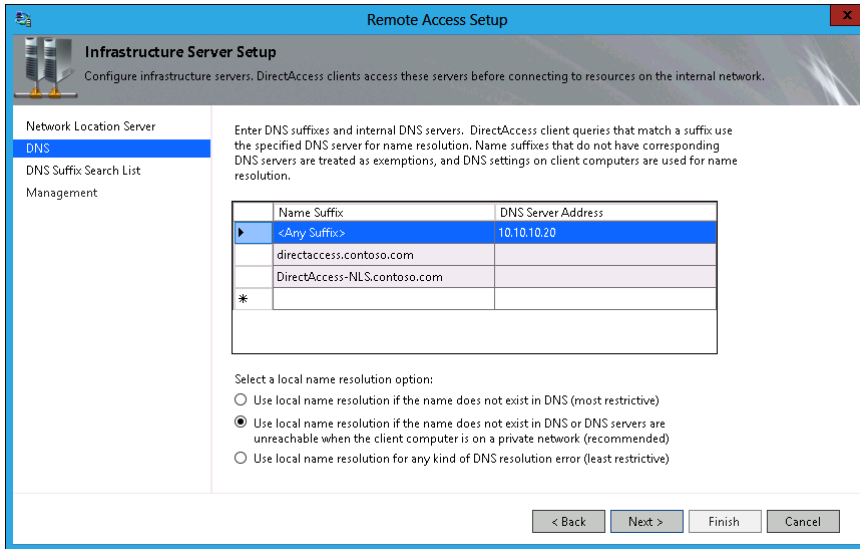 Remote Access Setup
x
Infrastructure Server Setup
Configure infrastructure servers. DirectAccess clients access these servers before connecting to resources on the internal network.
Network Location Server
DNS
DNS Suffix Search List
Management
Enter DNS suffixes and internal DNS servers.  DirectAccess client queries that match a suffix use
the specified DNS server for name resolution. Name suffixes that do not have corresponding
DNS servers are treated as exemptions, and DNS settings on client computers are used for name
resolution.
Name Suffix DNS Server Address
<Any Suffix> 10.10.10.20
directaccess.contoso.com
DirectAccess-NLS.contoso.com
*
Select a local name resolution option:
Use local name resolution if the name does not exist in DNS (most restrictive)
Use local name resolution if the name does not exist in DNS or DNS servers are
unreachable when the client computer is on a private network (recommended)
Use local name resolution for any kind of DNS resolution error (least restrictive)
< Back Next > Finish Cancel